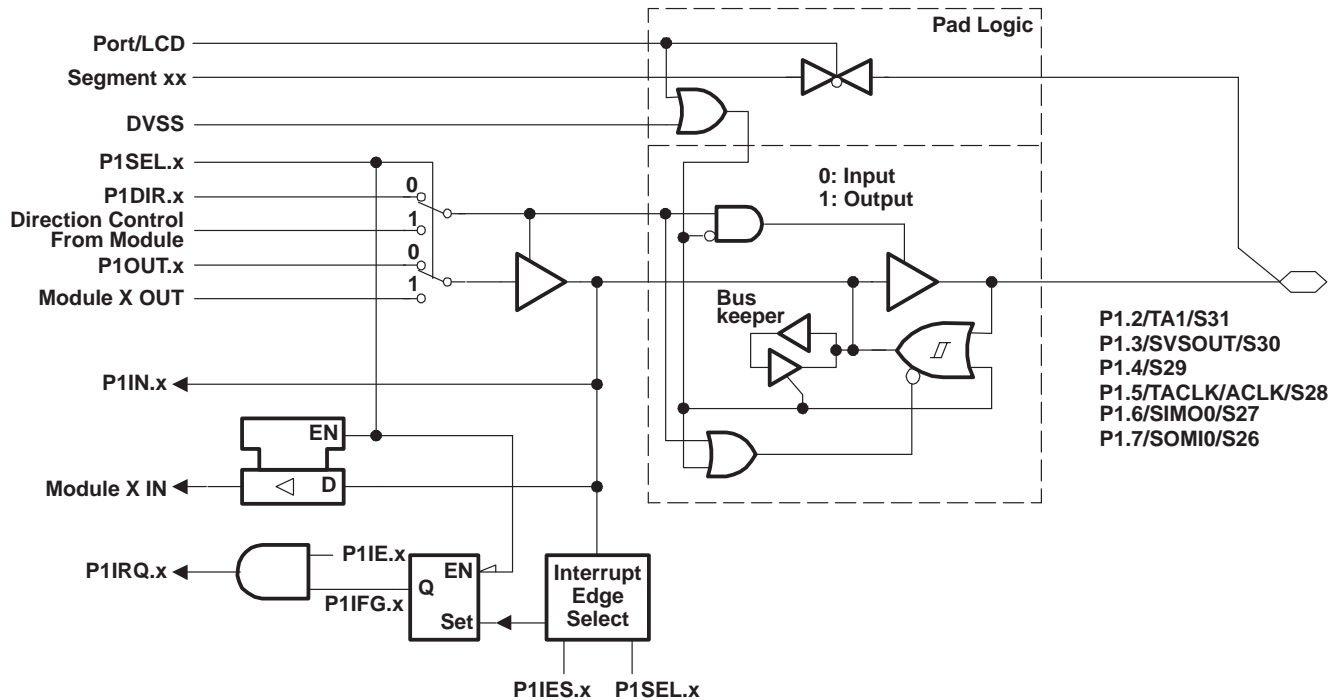 Pad Logic
Port/LCD
Segment xx
DVSS
P1SEL.x
P1DIR.x
0
Direction Control
From Module
1
P1OUT.x
0
Module X OUT
1
0: Input
1: Output
Bus
keeper
P1.2/TA1/S31
P1.3/SVSOUT/S30
P1.4/S29
P1.5/TACLK/ACLK/S28
P1.6/SIMO0/S27
P1.7/SOMI0/S26
P1IN.x
EN
Module X IN
D
P1IRQ.x
P1IE.x
P1IFG.x
EN
Q
Set
Interrupt
Edge
Select
P1IES.x P1SEL.x